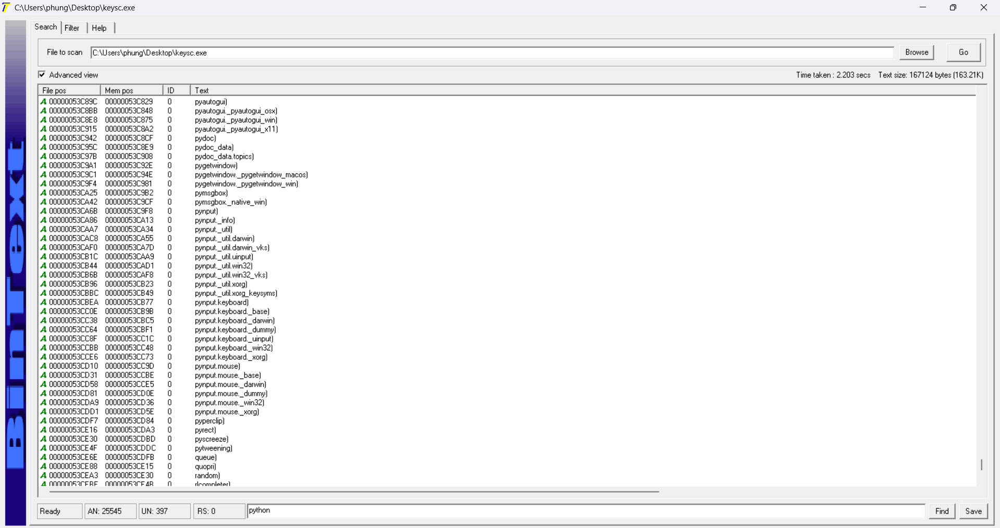 C:\Users\phung\Desktop\keysc.exe
Search Filter Help
File to scan C:\Users\phung\Desktop\keysc.exe Browse Go
Advanced view Time taken : 2.203 secs Text size: 167124 bytes (163.21K)
File pos Mem pos ID Text
A 00000053C89C 00000053C829 0 pyautogui)
A 00000053C8BB 00000053C848 0 pyautogui._pyautogui_osx)
A 00000053C8E8 00000053C875 0 pyautogui._pyautogui_win)
A 00000053C915 00000053C8A2 0 pyautogui._pyautogui_x11)
A 00000053C942 00000053C8CF 0 pydoc)
A 00000053C95C 00000053C8E9 0 pydoc_data)
A 00000053C97B 00000053C908 0 pydoc_data.topics)
A 00000053C9A1 00000053C92E 0 pygetwindow)
A 00000053C9C1 00000053C94E 0 pygetwindow._pygetwindow_macos)
A 00000053C9F4 00000053C981 0 pygetwindow._pygetwindow_win)
A 00000053CA25 00000053C9B2 0 pymsgbox)
A 00000053CA42 00000053C9CF 0 pymsgbox._native_win)
A 00000053CA6B 00000053C9F8 0 pynput)
A 00000053CA86 00000053CA13 0 pynput._info)
A 00000053CAA7 00000053CA34 0 pynput._util)
A 00000053CAC8 00000053CA55 0 pynput._util.darwin)
A 00000053CAF0 00000053CA7D 0 pynput._util.darwin_vks)
A 00000053CB1C 00000053CAA9 0 pynput._util.uinput)
A 00000053CB44 00000053CAD1 0 pynput._util.win32)
A 00000053CB6B 00000053CAF8 0 pynput._util.win32_vks)
A 00000053CB96 00000053CB23 0 pynput._util.xorg)
A 00000053CBBC 00000053CB49 0 pynput._util.xorg_keysyms)
A 00000053CBEA 00000053CB77 0 pynput.keyboard)
A 00000053CC0E 00000053CB9B 0 pynput.keyboard._base)
A 00000053CC38 00000053CBC5 0 pynput.keyboard._darwin)
A 00000053CC64 00000053CBF1 0 pynput.keyboard._dummy)
A 00000053CC8F 00000053CC1C 0 pynput.keyboard._uinput)
A 00000053CCBB 00000053CC48 0 pynput.keyboard._win32)
A 00000053CCE6 00000053CC73 0 pynput.keyboard._xorg)
A 00000053CD10 00000053CC9D 0 pynput.mouse)
A 00000053CD31 00000053CCBE 0 pynput.mouse._base)
A 00000053CD58 00000053CCE5 0 pynput.mouse._darwin)
A 00000053CD81 00000053CD0E 0 pynput.mouse._dummy)
A 00000053CDA9 00000053CD36 0 pynput.mouse._win32)
A 00000053CDD1 00000053CD5E 0 pynput.mouse._xorg)
A 00000053CDF7 00000053CD84 0 pyperclip)
A 00000053CE16 00000053CDA3 0 pyrect)
A 00000053CE30 00000053CDBD 0 pyscreeze)
A 00000053CE4F 00000053CDDC 0 pytweening)
A 00000053CE6E 00000053CDFB 0 queue)
A 00000053CE88 00000053CE15 0 quopri)
A 00000053CEA3 00000053CE30 0 random)
A 00000053CEBE 00000053CE4B 0 rlcompleter)
BinText
Ready AN: 25545 UN: 397 RS: 0 python Find Save